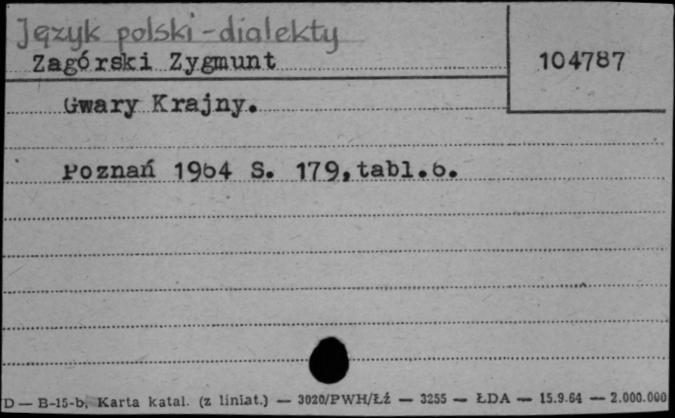 Język polski - dialekty
Zagórski Zygmunt
104787
Gwary Krajny.
Poznań 1964 S. 179, tabl.6.
D — B-15-b, Karta katal. (z liniat.) — 3020/PWH/Łź — 3255 — ŁDA — 15.9.64 — 2.000.000